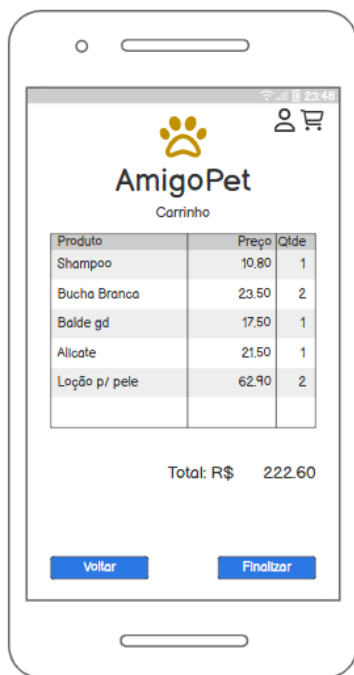 23:48
AmigoPet
Carrinho
Produto Preço Qtde
Shampoo 10.80 1
Bucha Branca 23.50 2
Balde gd 17.50 1
Alicate 21.50 1
Loção p/ pele 62.90 2
Total: R$ 222.60
Voltar Finalizar